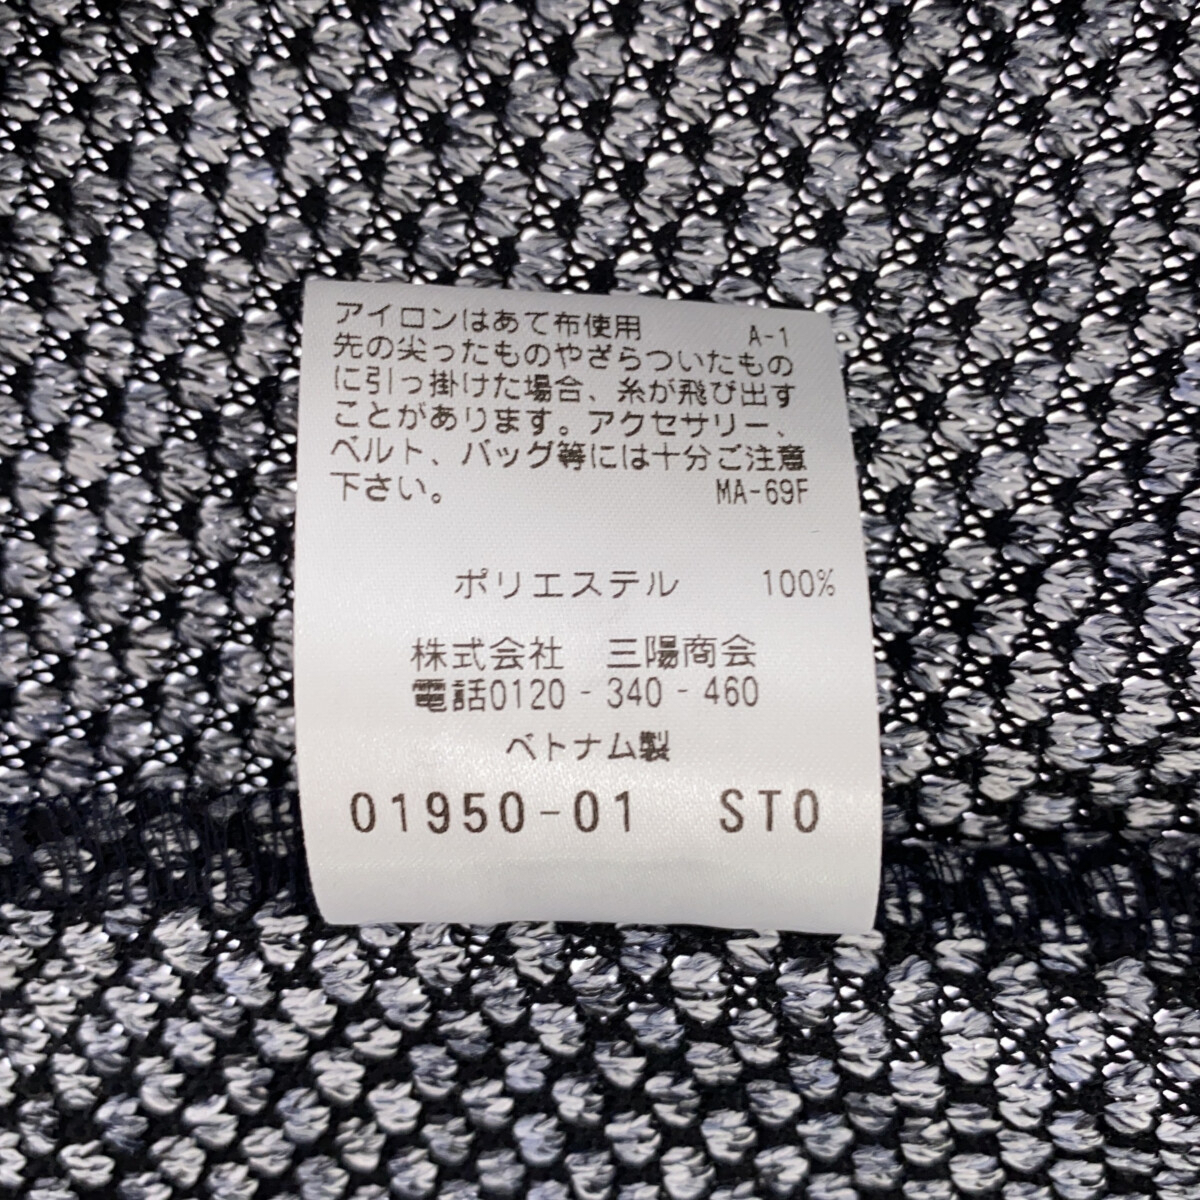 アイロンはあて布使用 A-1
先の尖ったものやざらついたもの
に引っ掛けた場合、糸が飛び出す
ことがあります。アクセサリー、
ベルト、バッグ等には十分ご注意
下さい。 MA-69F
ポリエステル 100%
株式会社 三陽商会
電話0120-340-460
ベトナム製
01950-01 STO